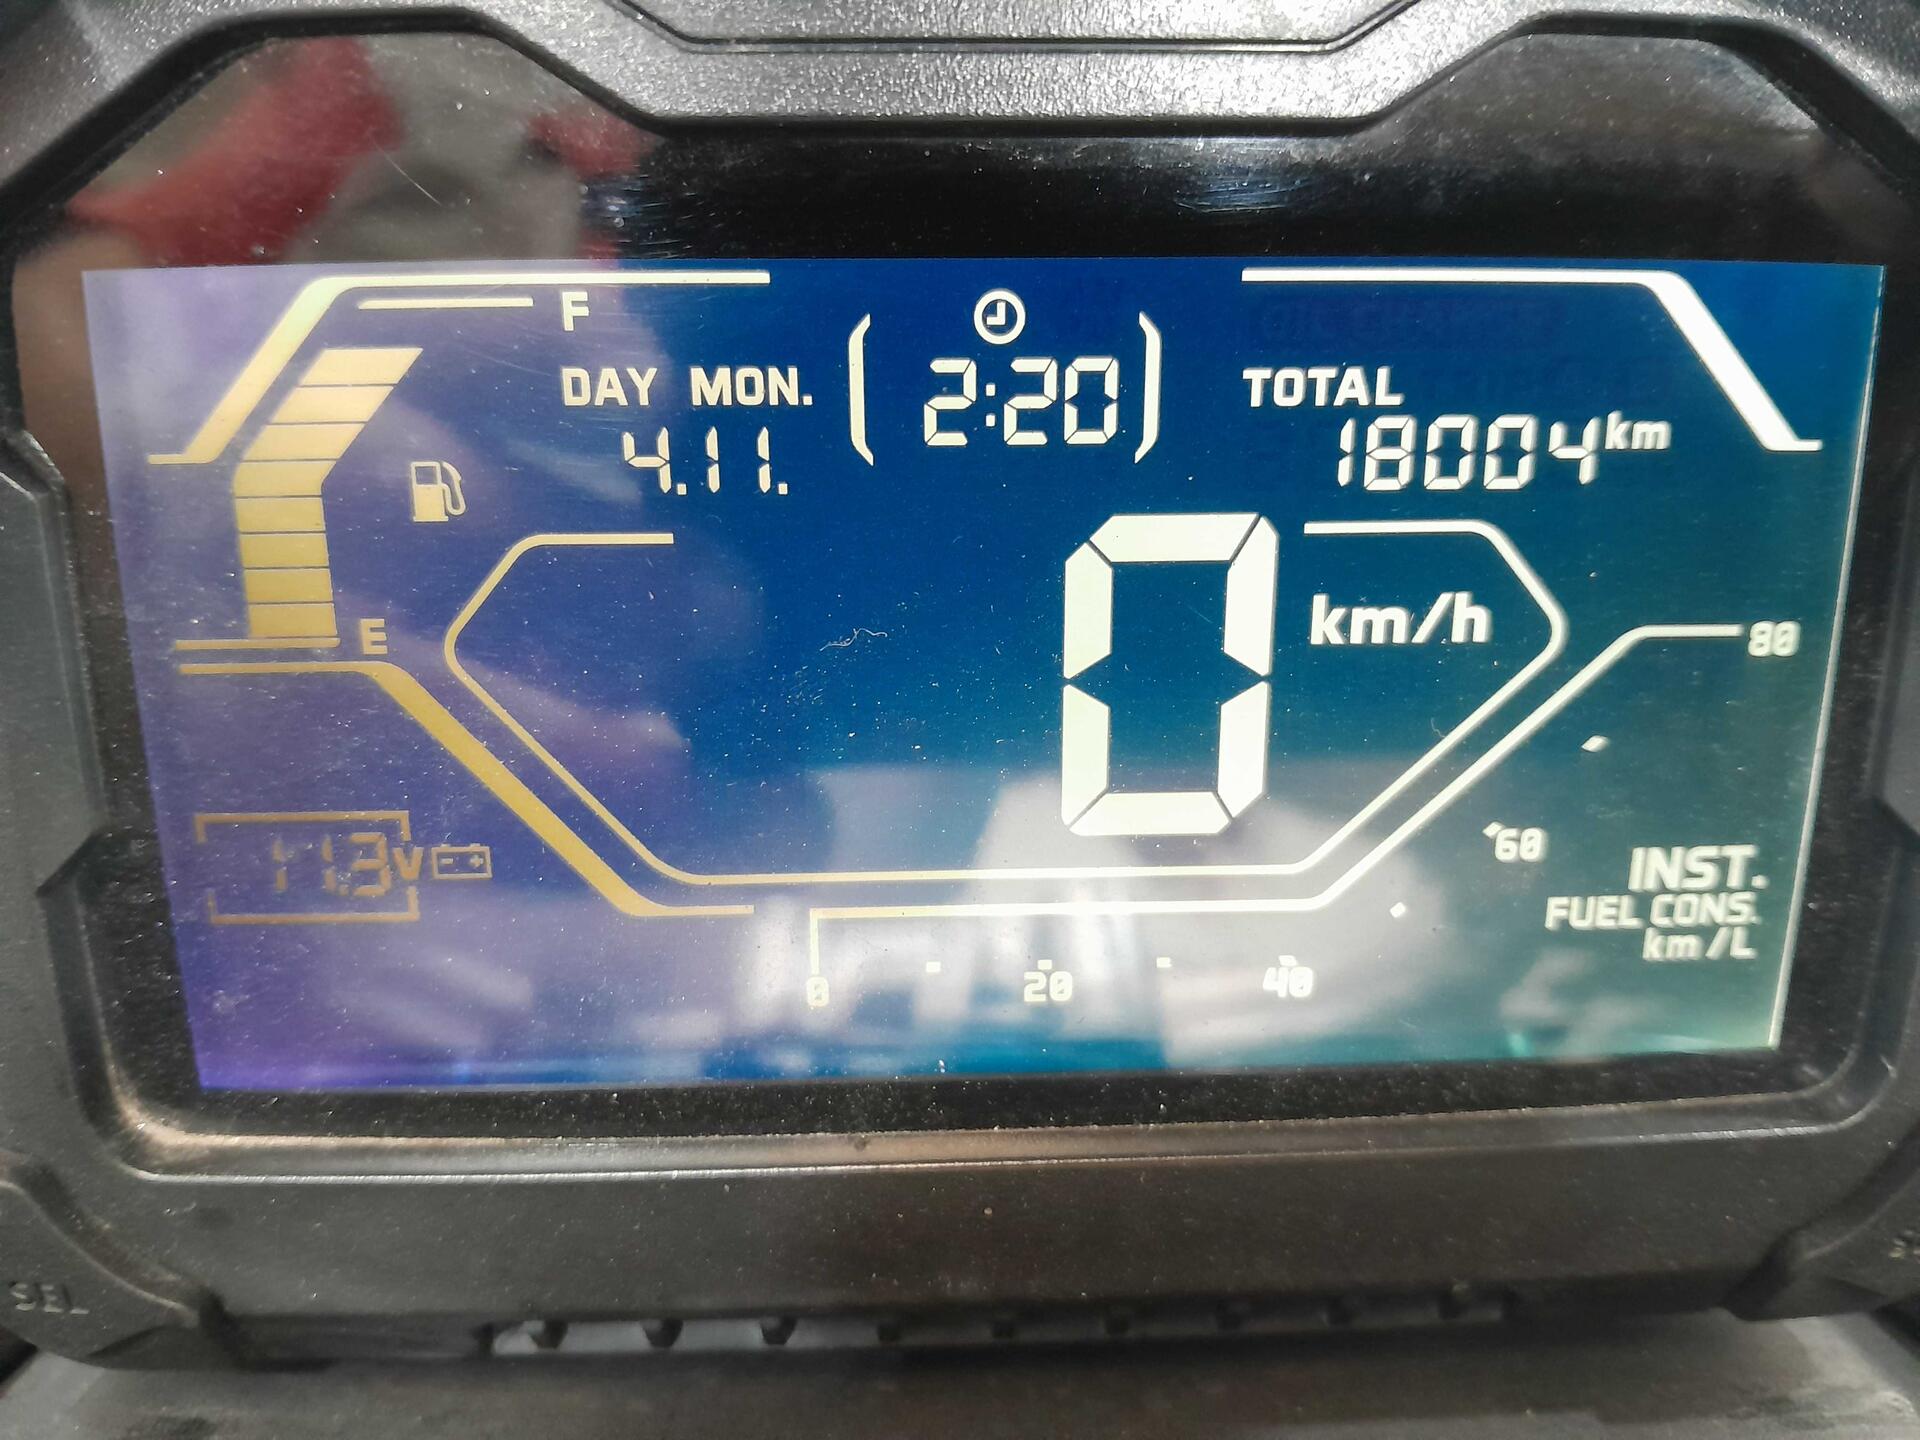 F
DAY MON.
4.11.
2:20
TOTAL
18004km
E
0
km/h
80
11.3V
60
INST.
FUEL CONS.
km/L
0 20 40
SEL